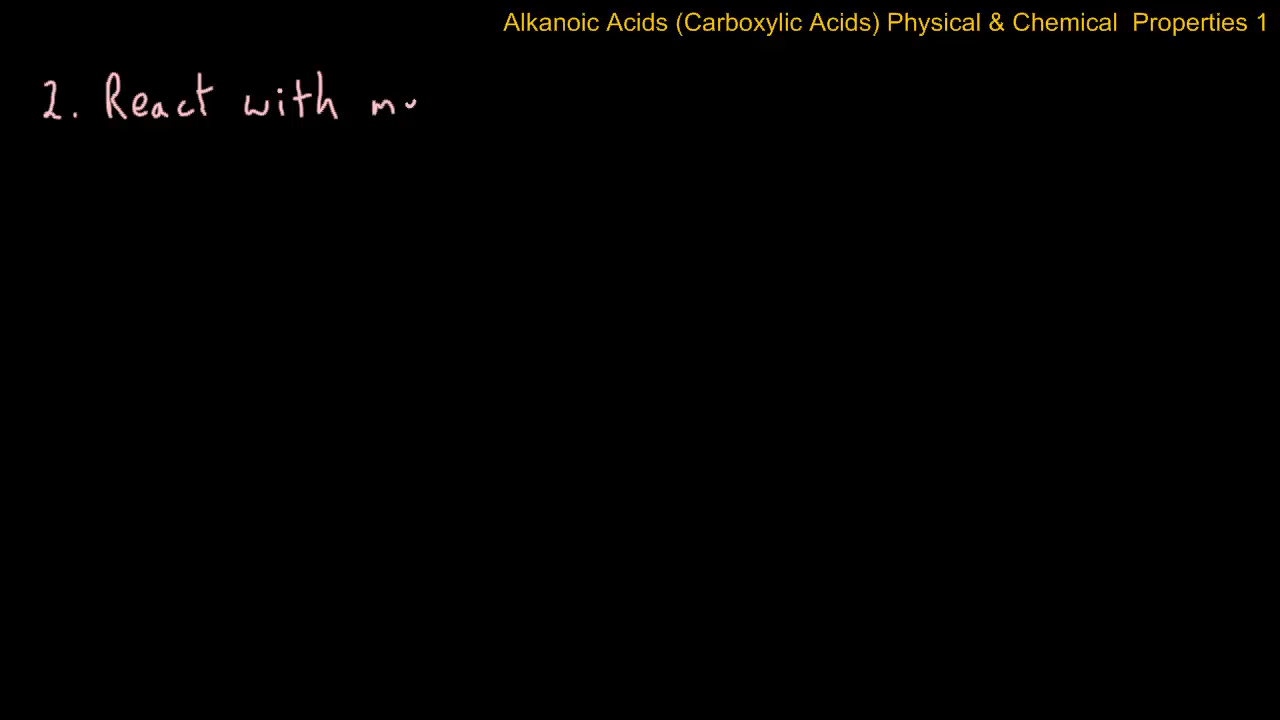 Alkanoic Acids (Carboxylic Acids) Physical & Chemical Properties 1
2. React with